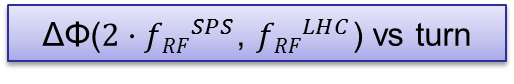 ΔΦ(2 · f_RF^SPS, f_RF^LHC) vs turn